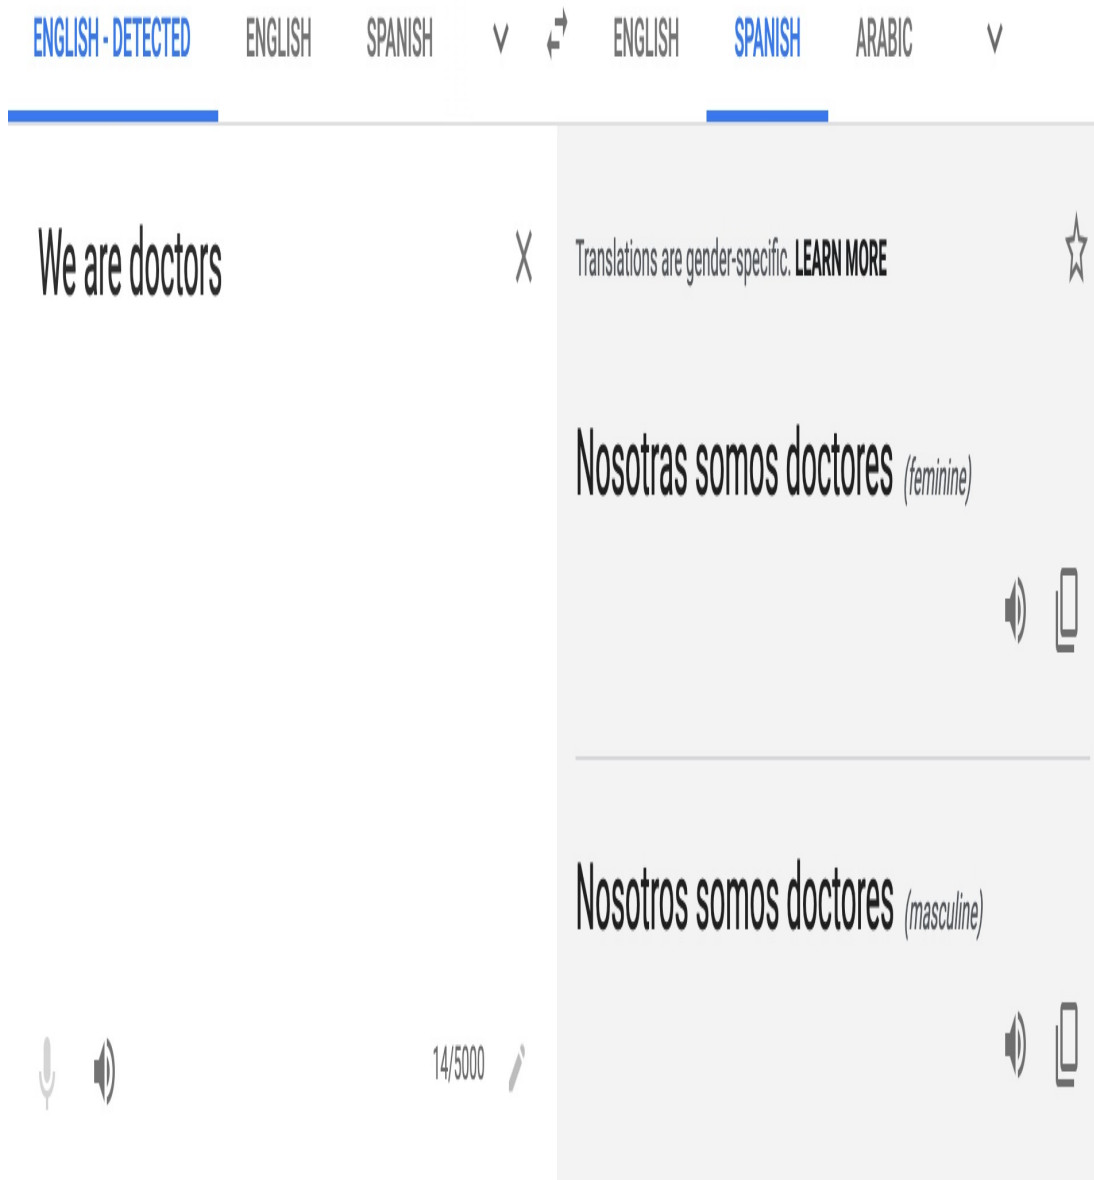 ENGLISH - DETECTED ENGLISH SPANISH ENGLISH SPANISH ARABIC
We are doctors
Translations are gender-specific. LEARN MORE
Nosotras somos doctores (feminine)
Nosotros somos doctores (masculine)
14/5000